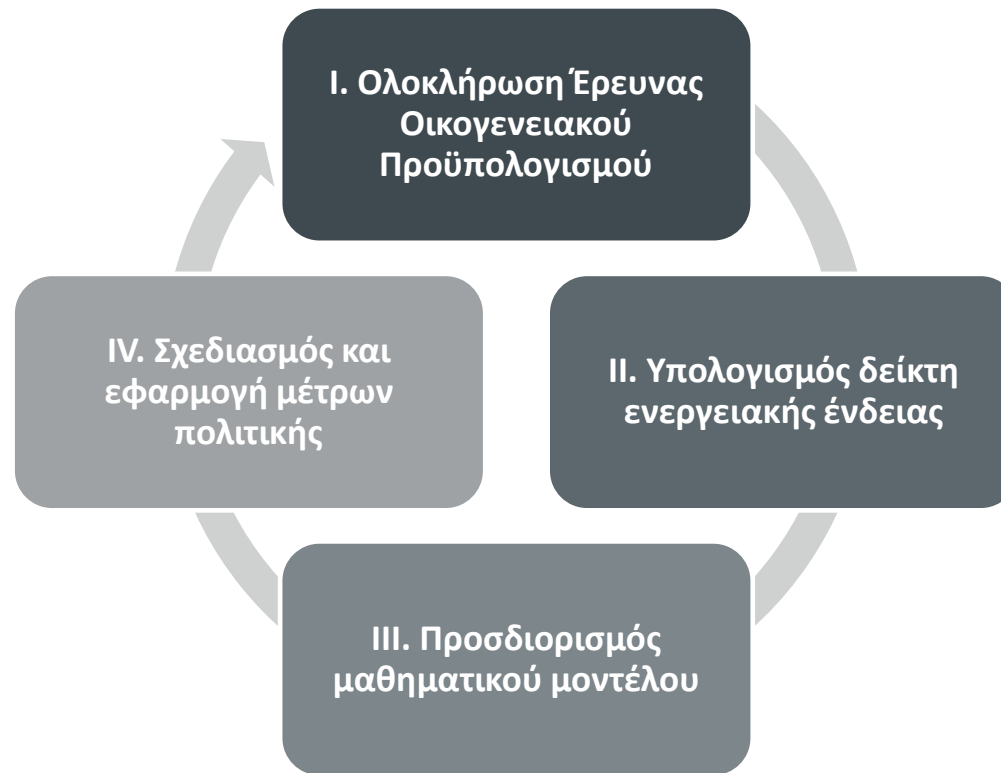 I. Ολοκλήρωση Έρευνας
Οικογενειακού
Προϋπολογισμού
II. Υπολογισμός δείκτη
ενεργειακής ένδειας
III. Προσδιορισμός
μαθηματικού μοντέλου
IV. Σχεδιασμός και
εφαρμογή μέτρων
πολιτικής